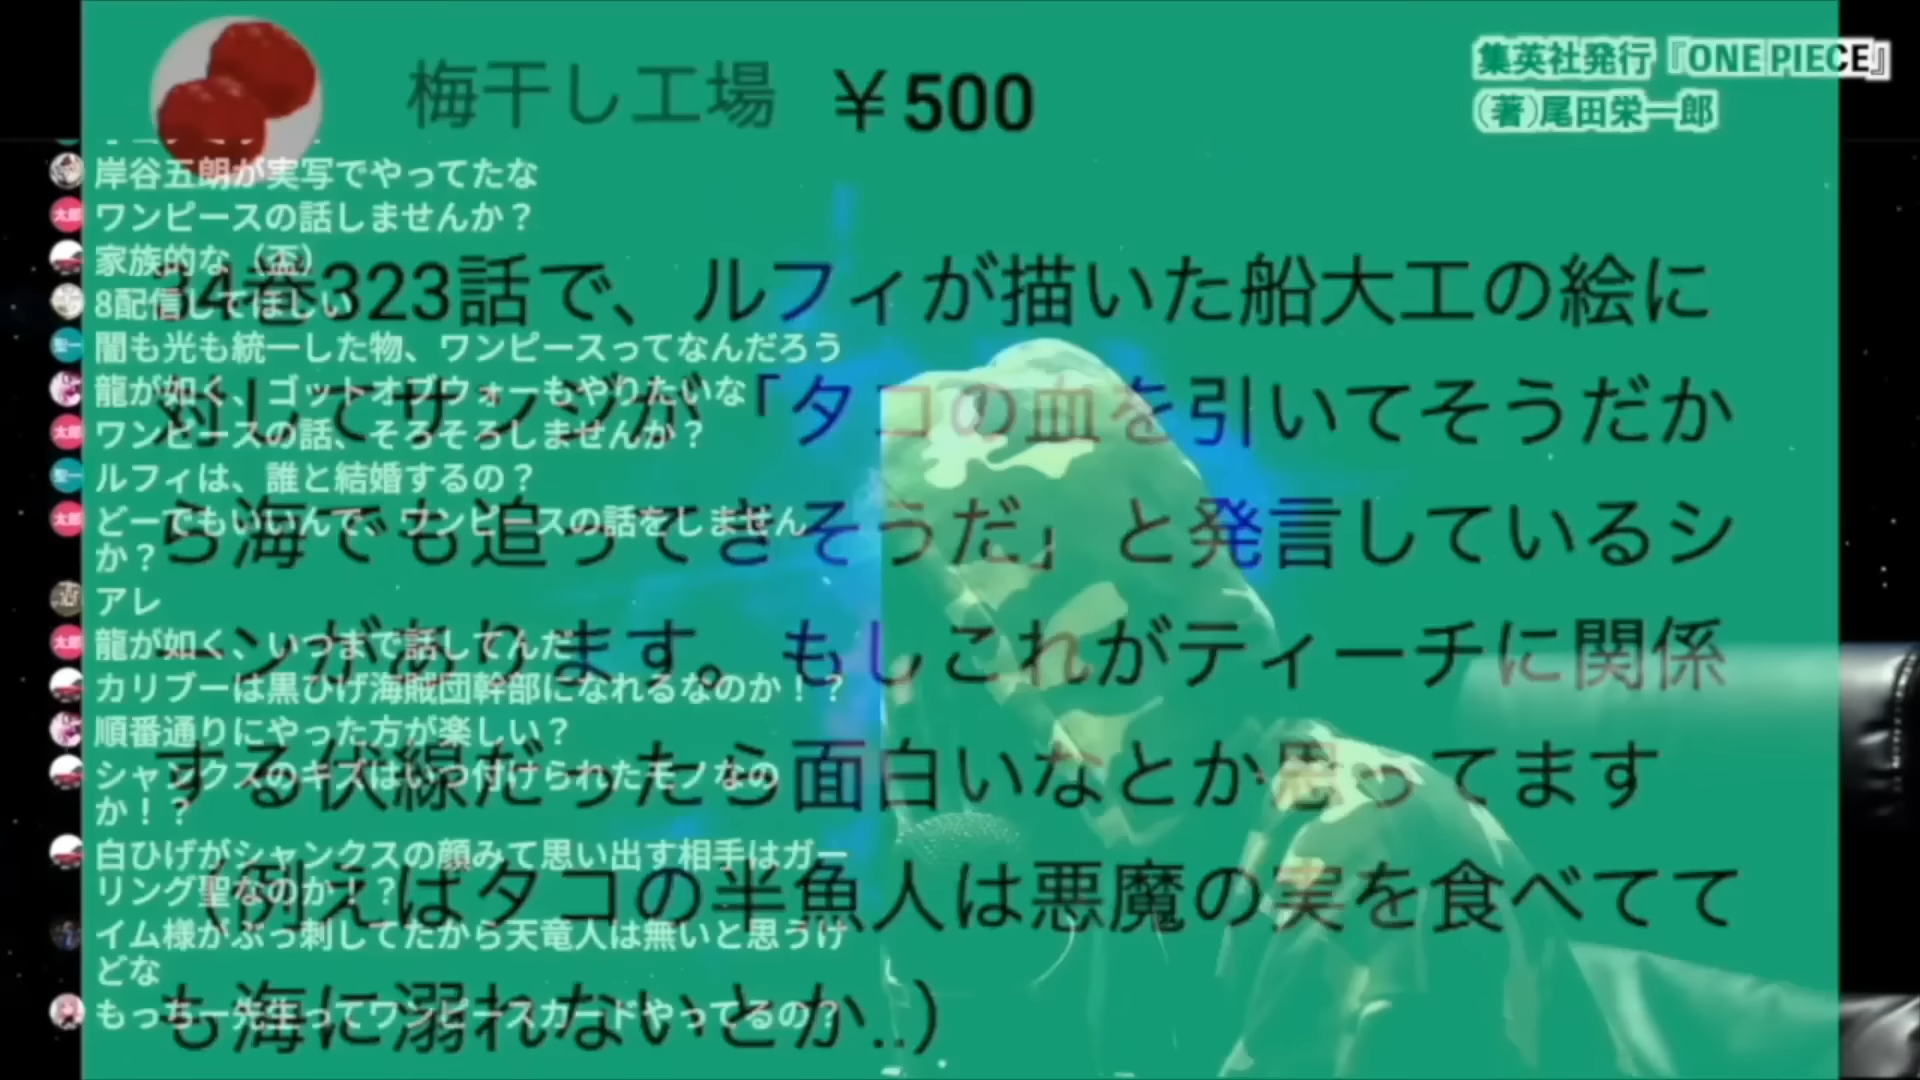 梅干し工場 ￥500
集英社発行『ONE PIECE』
(著)尾田栄一郎
34巻323話で、ルフィが描いた船大工の絵に
対してサンジが「タコの血を引いてそうだか
ら海でも追ってきそうだ」と発言しているシ
ーンがあります。もしこれがティーチに関係
する伏線だったら面白いなとか思ってます
(例えばタコの半魚人は悪魔の実を食べてて
も海に溺れないとか..)
岸谷五朗が実写でやってたな
太郎 ワンピースの話しませんか？
家族的な（盃）
8配信してほしい
闇も光も統一した物、ワンピースってなんだろう
龍が如く、ゴットオブウォーもやりたいな
太郎 ワンピースの話、そろそろしませんか？
ルフィは、誰と結婚するの？
太郎 どーでもいいんで、ワンピースの話をしません
か？
アレ
太郎 龍が如く、いつまで話してんだ
カリブーは黒ひげ海賊団幹部になれるなのか！？
順番通りにやった方が楽しい？
シャンクスのキズはいつ付けられたモノなの
か！？
白ひげがシャンクスの顔みて思い出す相手はガー
リング聖なのか！？
イム様がぶっ刺してたから天竜人は無いと思うけ
どな
もっちー先生ってワンピースカードやってるの？